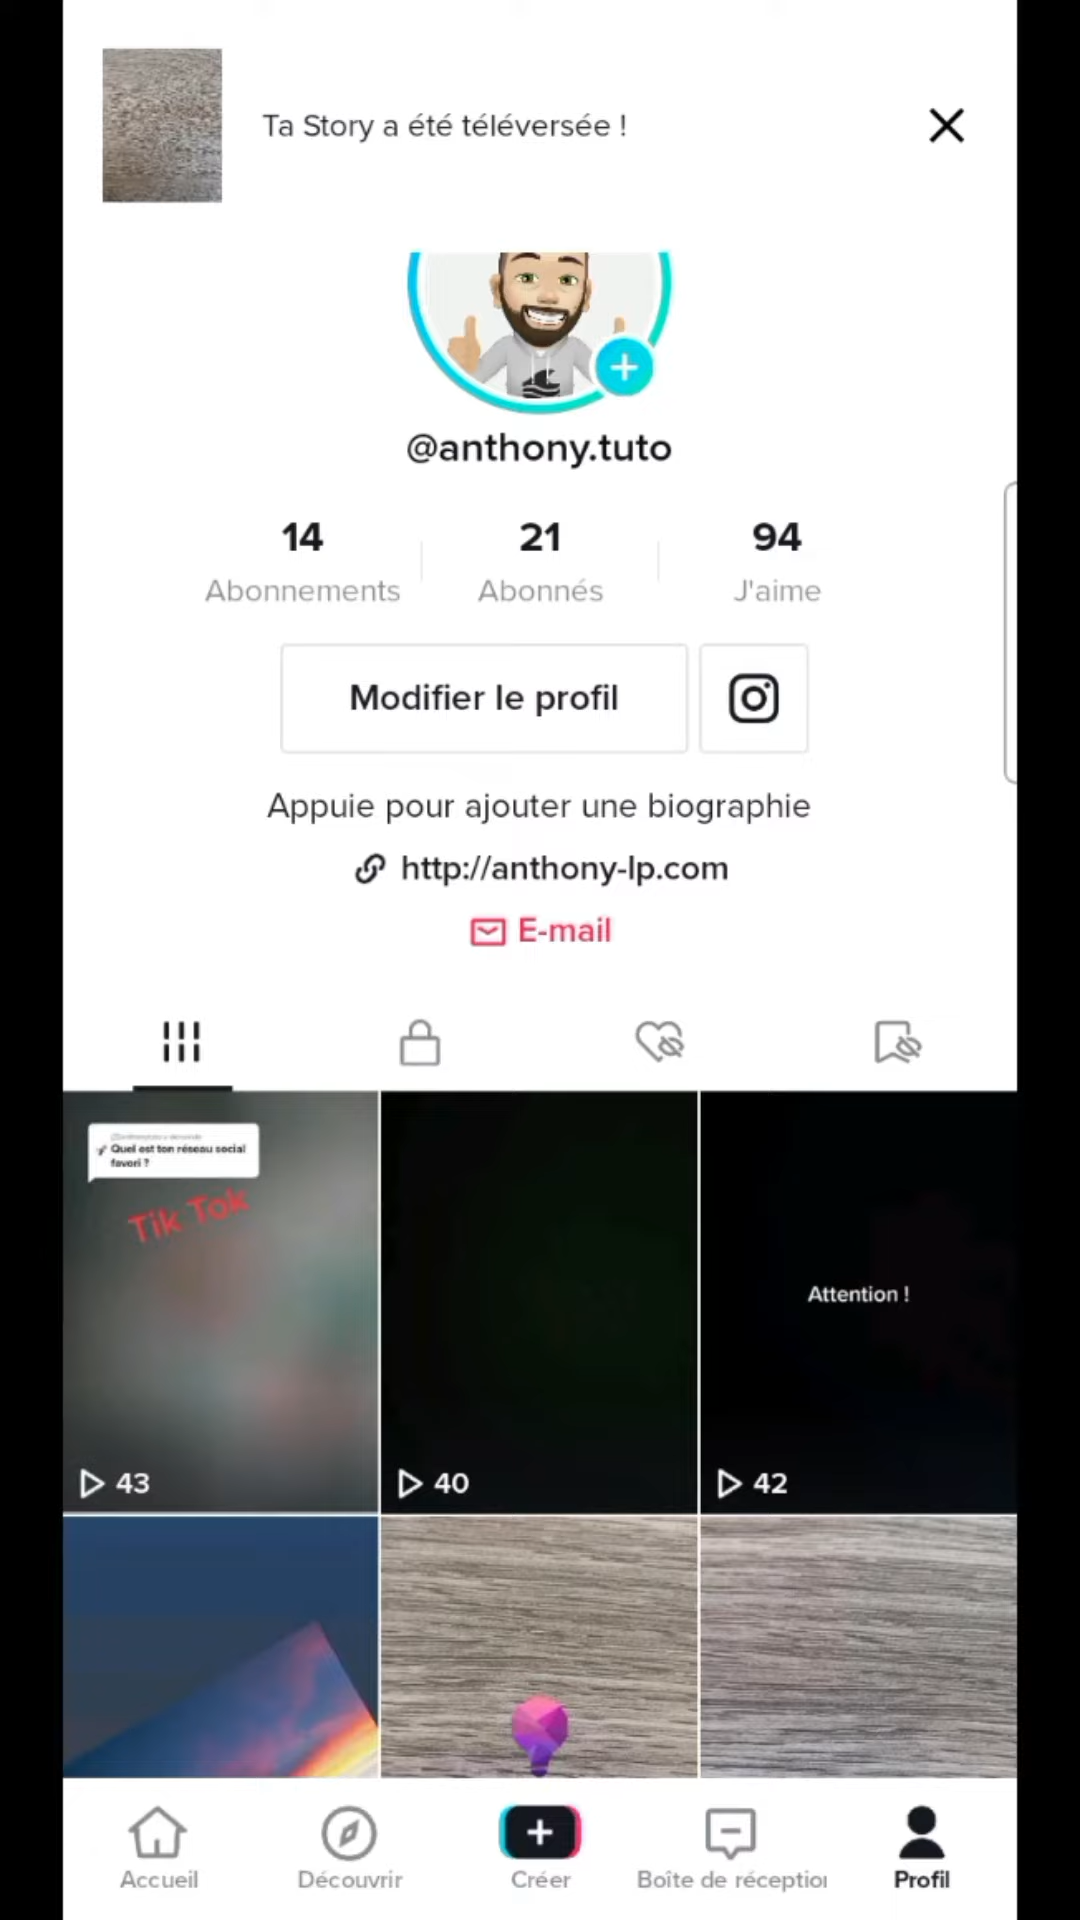 Ta Story a été téléversée !
@anthony.tuto
14
21
94
Abonnements
Abonnés
J'aime
Modifier le profil
Appuie pour ajouter une biographie
http://anthony-lp.com
E-mail
Quel est ton réseau social
favori ?
Tik Tok
Attention !
43
40
42
Accueil
Découvrir
Créer
Boîte de réception
Profil